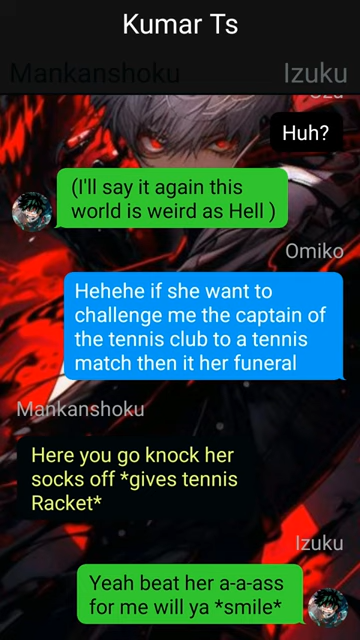 Kumar Ts
Mankanshoku
Izuku
Huh?
(I'll say it again this
world is weird as Hell )
Omiko
Hehehe if she want to
challenge me the captain of
the tennis club to a tennis
match then it her funeral
Mankanshoku
Here you go knock her
socks off *gives tennis
Racket*
Izuku
Yeah beat her a-a-ass
for me will ya *smile*